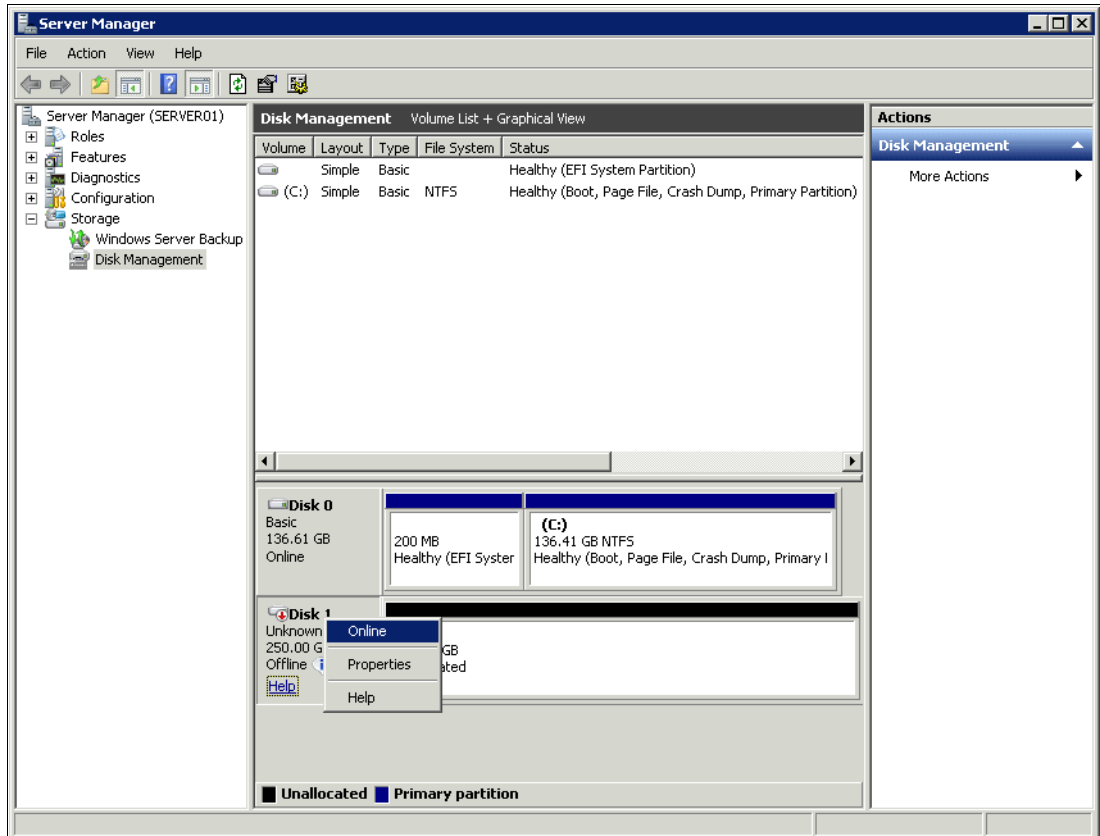 Server Manager
File Action View Help
Server Manager (SERVER01)
Roles
Features
Diagnostics
Configuration
Storage
Windows Server Backup
Disk Management
Disk Management Volume List + Graphical View
Volume Layout Type File System Status
Simple Basic Healthy (EFI System Partition)
(C:) Simple Basic NTFS Healthy (Boot, Page File, Crash Dump, Primary Partition)
Disk 0
Basic
136.61 GB
Online
200 MB
Healthy (EFI Syster
(C:)
136.41 GB NTFS
Healthy (Boot, Page File, Crash Dump, Primary I
Disk 1
Unknown
250.00 G
Offline
Help
GB
ated
Online
Properties
Help
Unallocated Primary partition
Actions
Disk Management
More Actions